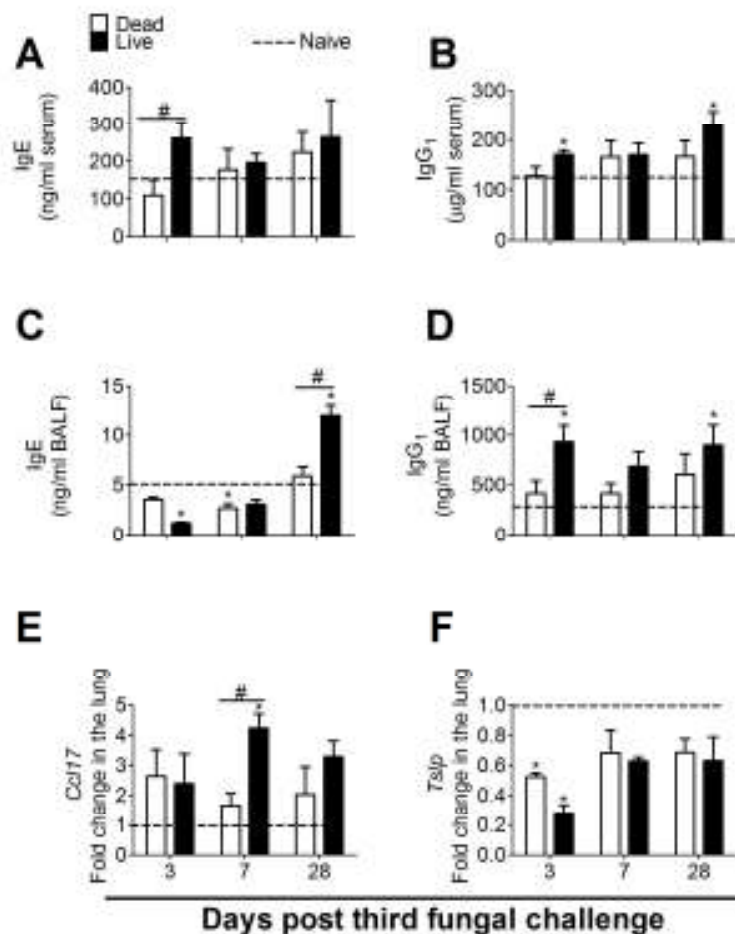 Dead
Live
Naive
A
IgE
(ng/ml serum)
400
300
200
100
0
#
B
IgG1
(µg/ml serum)
300
200
100
0
*
*
C
IgE
(ng/ml BALF)
15
10
5
0
*
*
#
*
D
IgG1
(ng/ml BALF)
1500
1000
500
0
#
*
*
E
Ccl17
Fold change in the lung
5
4
3
2
1
0
#
*
3
7
28
F
Tslp
Fold change in the lung
1.0
0.8
0.6
0.4
0.2
0.0
*
*
3
7
28
Days post third fungal challenge